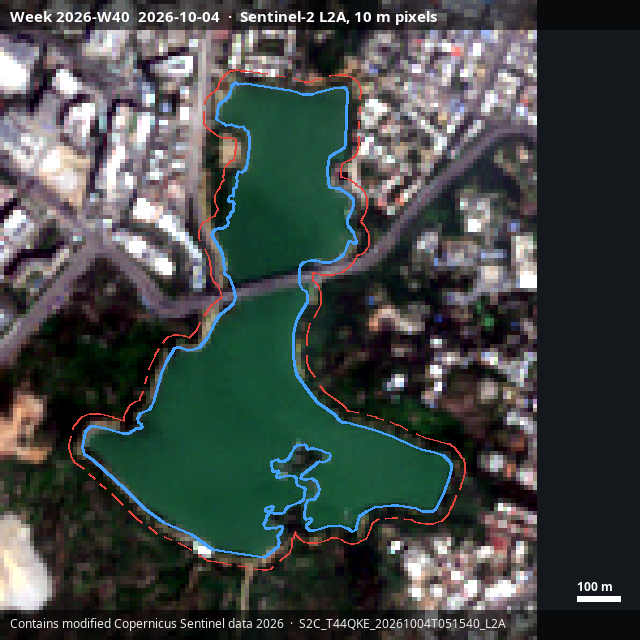 Week 2026-W40  2026-10-04  ·  Sentinel-2 L2A, 10 m pixels
100 m
Contains modified Copernicus Sentinel data 2026  ·  S2C_T44QKE_20261004T051540_L2A